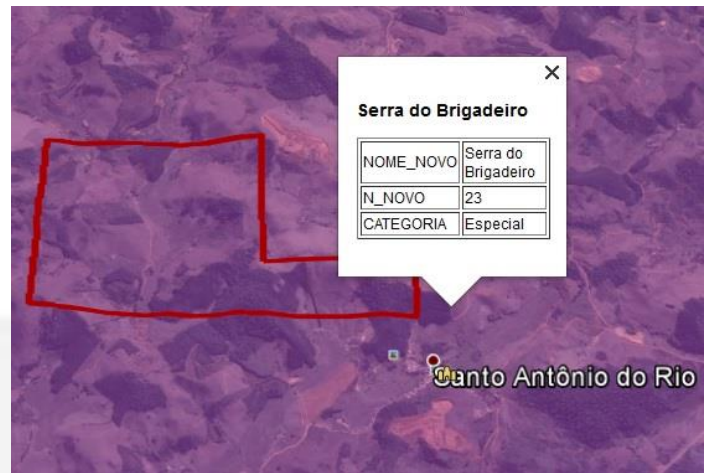 Serra do Brigadeiro
NOME_NOVO Serra do
Brigadeiro
N_NOVO 23
CATEGORIA Especial
Santo Antônio do Rio